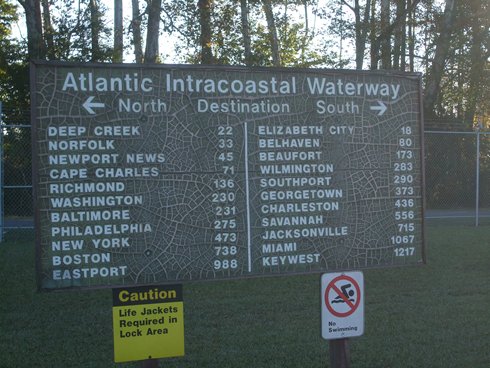 Atlantic Intracoastal Waterway
← North Destination South →
DEEP CREEK 22
NORFOLK 33
NEWPORT NEWS 45
CAPE CHARLES 71
RICHMOND 136
WASHINGTON 230
BALTIMORE 231
PHILADELPHIA 275
NEW YORK 473
BOSTON 738
EASTPORT 988
ELIZABETH CITY 18
BELHAVEN 80
BEAUFORT 173
WILMINGTON 283
SOUTHPORT 290
GEORGETOWN 373
CHARLESTON 436
SAVANNAH 556
JACKSONVILLE 715
MIAMI 1067
KEYWEST 1217
Caution
Life Jackets
Required in
Lock Area
No
Swimming